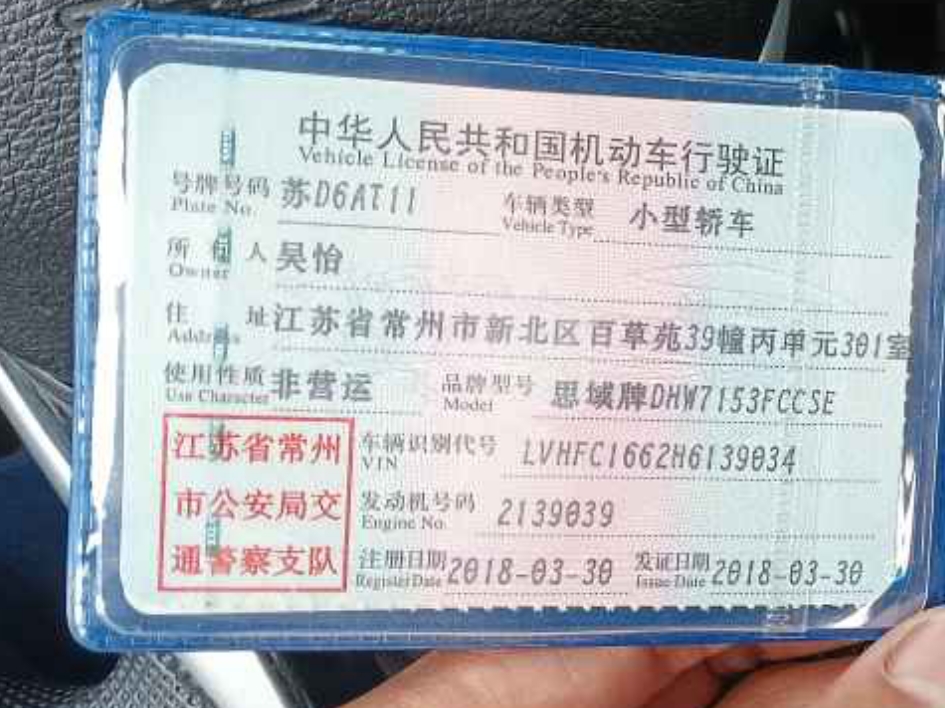 中华人民共和国机动车行驶证
Vehicle License of the People's Republic of China
号牌号码 苏D6AT11 车辆类型 小型轿车
Plate No. Vehicle Type
所有人 吴怡
Owner
住址 江苏省常州市新北区百草苑39幢丙单元301室
Address
使用性质 非营运 品牌型号 思域牌DHW7153FCCSE
Use Character Model
江苏省常州 车辆识别代号 LVHFC1662H6139034
VIN
市公安局交 发动机号码 2139039
Engine No.
通警察支队 注册日期 2018-03-30 发证日期 2018-03-30
Register Date Issue Date